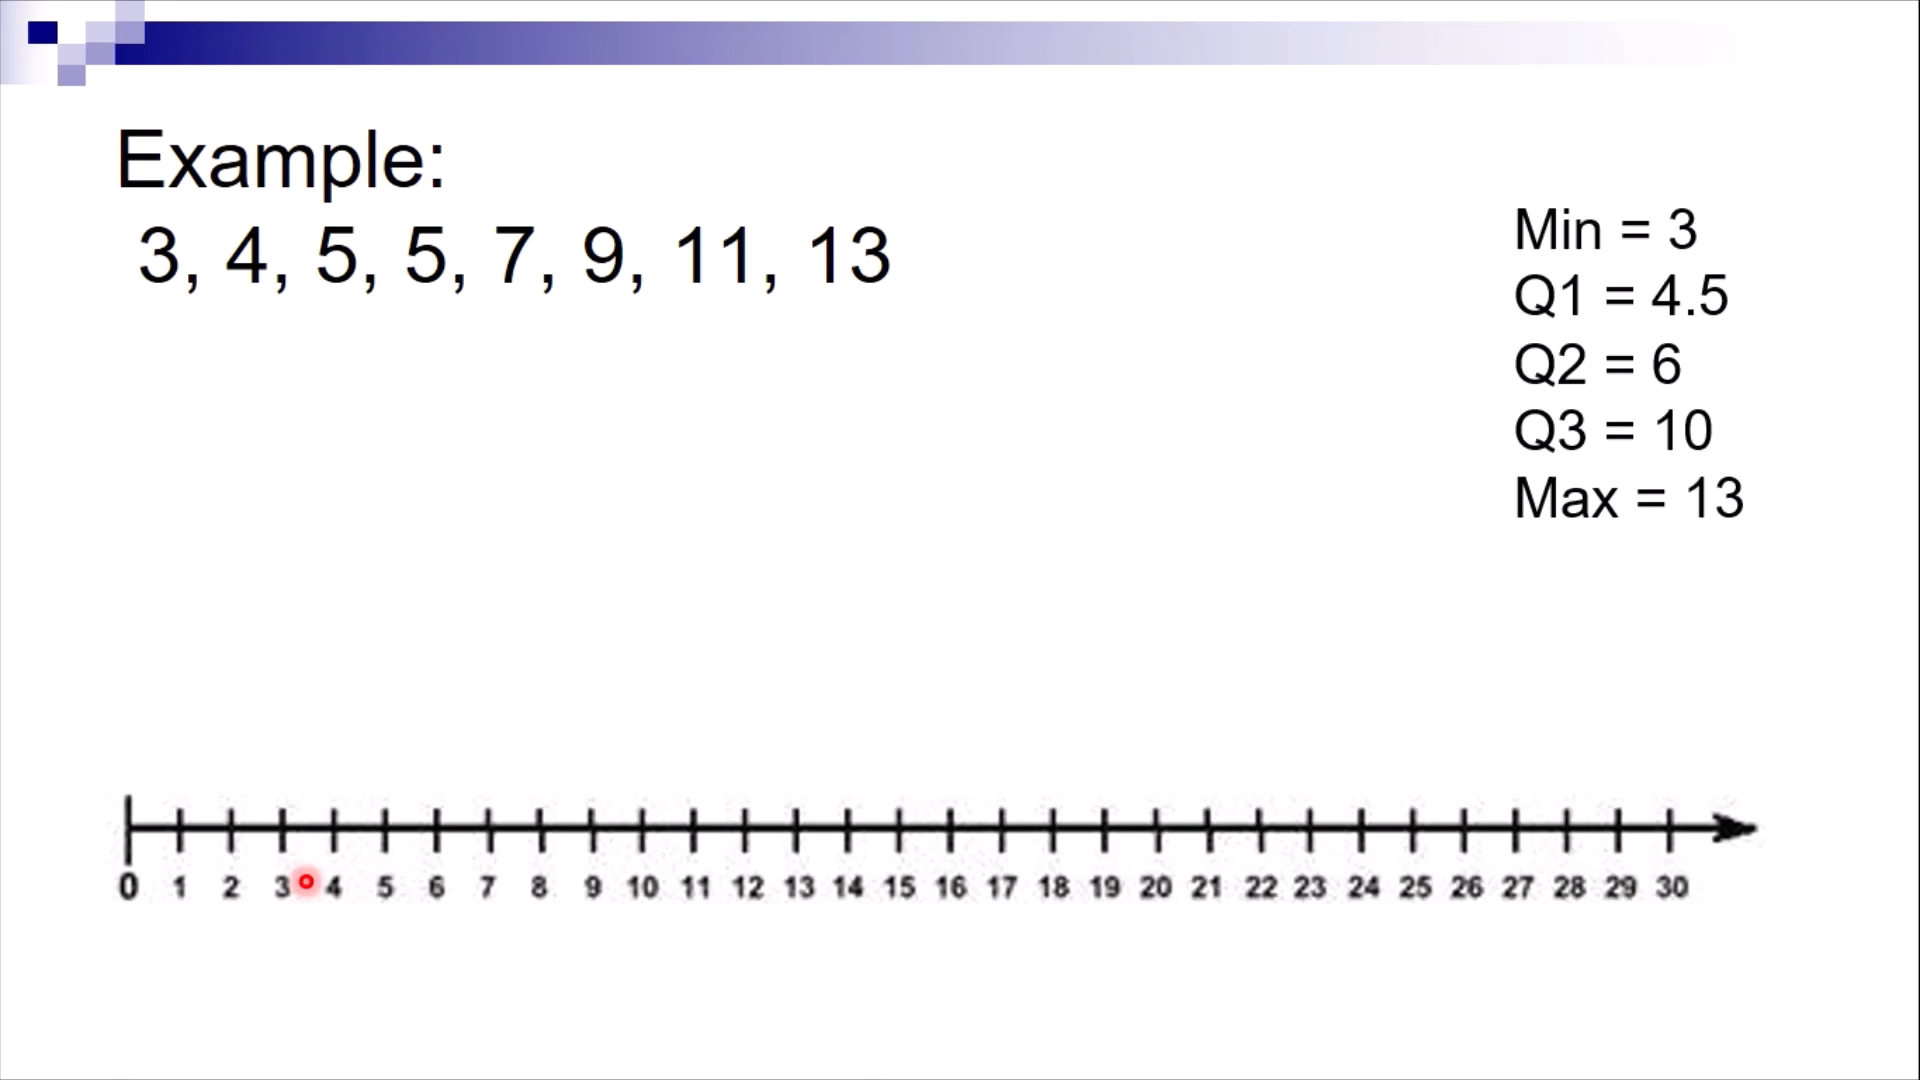 Example:
3, 4, 5, 5, 7, 9, 11, 13
Min = 3
Q1 = 4.5
Q2 = 6
Q3 = 10
Max = 13
0 1 2 3 4 5 6 7 8 9 10 11 12 13 14 15 16 17 18 19 20 21 22 23 24 25 26 27 28 29 30